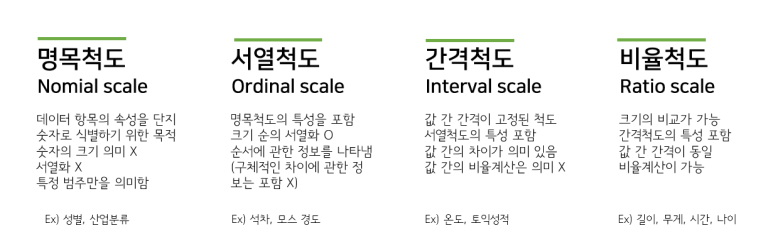 명목척도
Nomial scale
데이터 항목의 속성을 단지
숫자로 식별하기 위한 목적
숫자의 크기 의미 X
서열화 X
특정 범주만을 의미함
Ex) 성별, 산업분류
서열척도
Ordinal scale
명목척도의 특성을 포함
크기 순의 서열화 O
순서에 관한 정보를 나타냄
(구체적인 차이에 관한 정
보는 포함 X)
Ex) 석차, 모스 경도
간격척도
Interval scale
값 간 간격이 고정된 척도
서열척도의 특성 포함
값 간의 차이가 의미 있음
값 간의 비율계산은 의미 X
Ex) 온도, 토익성적
비율척도
Ratio scale
크기의 비교가 가능
간격척도의 특성 포함
값 간 간격이 동일
비율계산이 가능
Ex) 길이, 무게, 시간, 나이